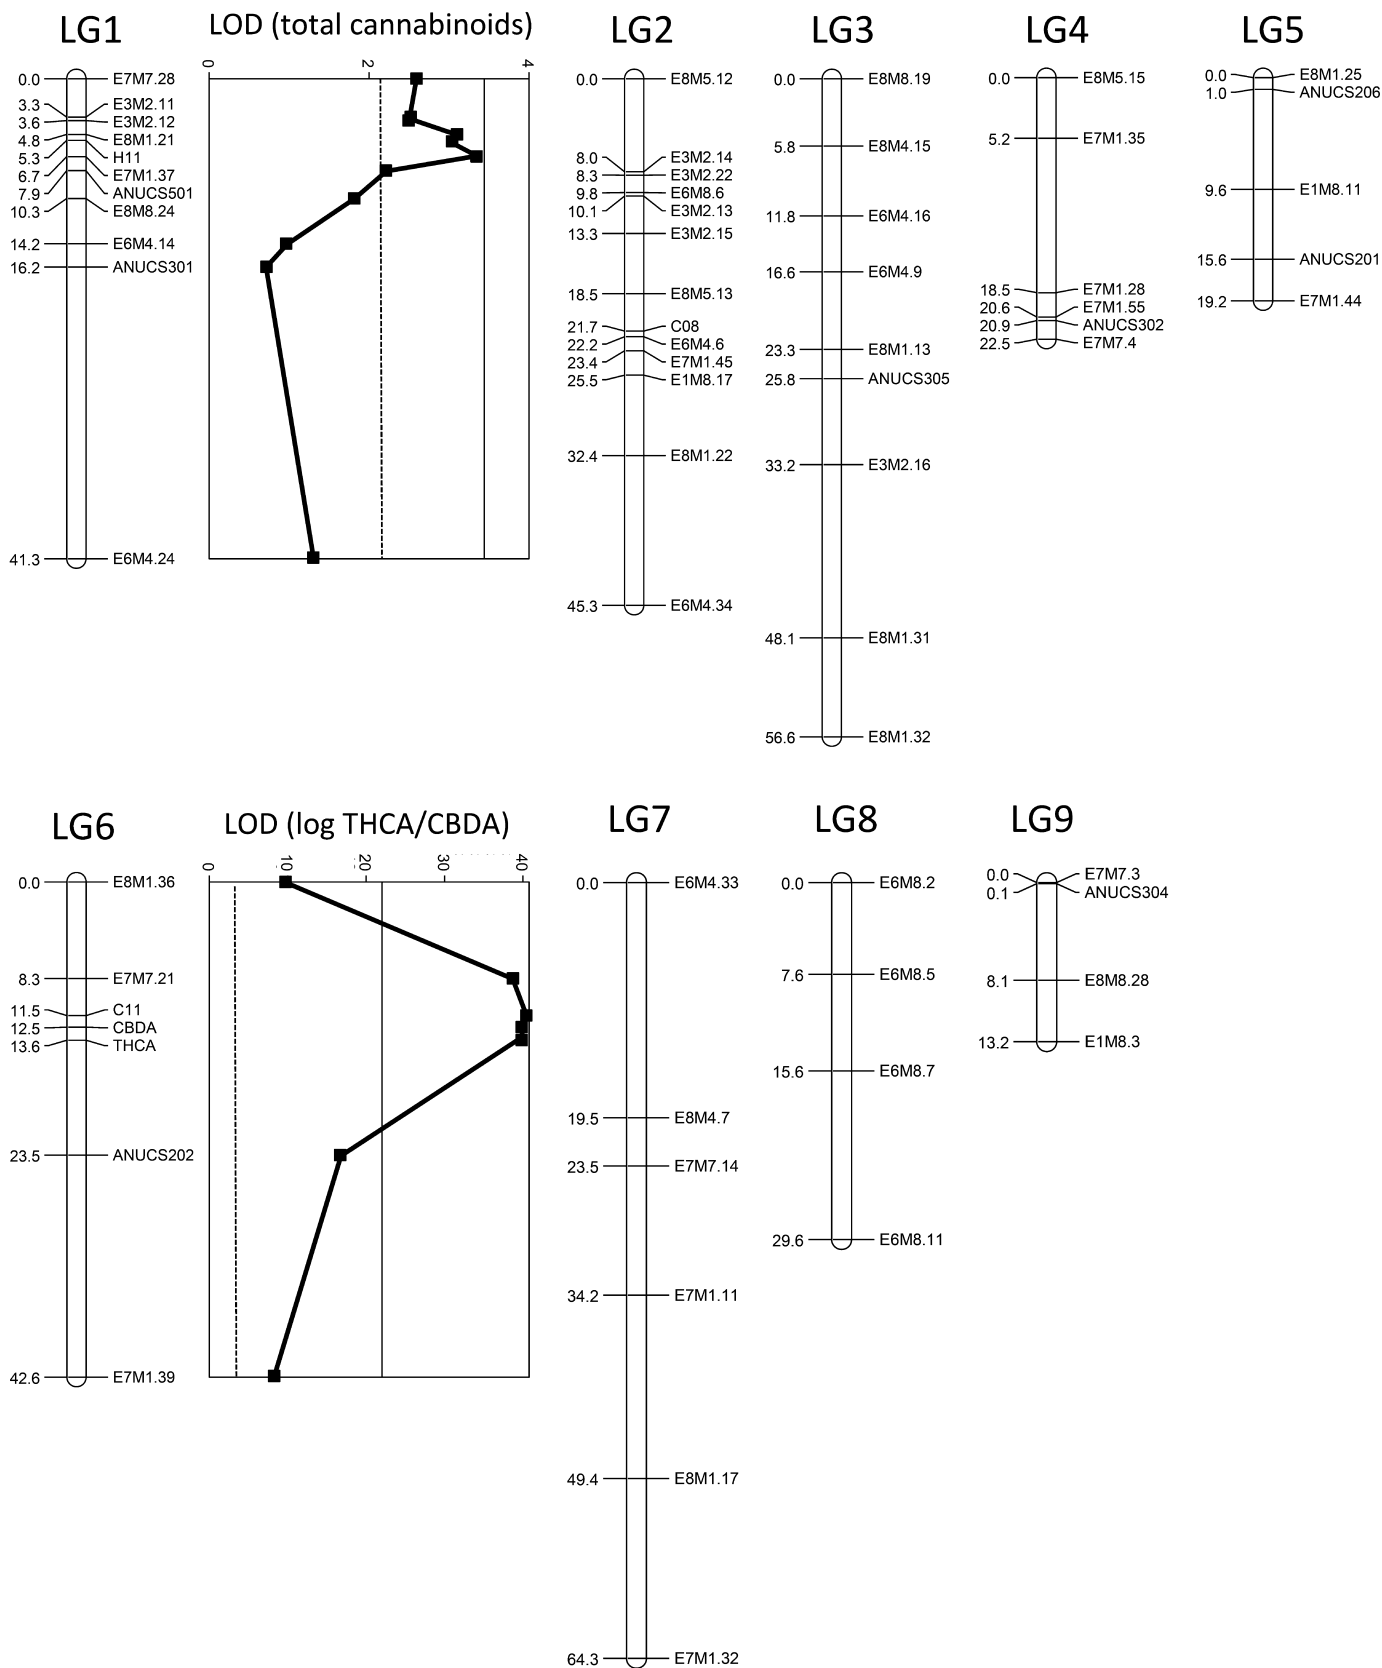 LG1
LOD (total cannabinoids)
0 2 4
0.0 E7M7.28
3.3 E3M2.11
3.6 E3M2.12
4.8 E8M1.21
5.3 H11
6.7 E7M1.37
7.9 ANUCS501
10.3 E8M8.24
14.2 E6M4.14
16.2 ANUCS301
41.3 E6M4.24
LG2
0.0 E8M5.12
8.0 E3M2.14
8.3 E3M2.22
9.8 E6M8.6
10.1 E3M2.13
13.3 E3M2.15
18.5 E8M5.13
21.7 C08
22.2 E6M4.6
23.4 E7M1.45
25.5 E1M8.17
32.4 E8M1.22
45.3 E6M4.34
LG3
0.0 E8M8.19
5.8 E8M4.15
11.8 E6M4.16
16.6 E6M4.9
23.3 E8M1.13
25.8 ANUCS305
33.2 E3M2.16
48.1 E8M1.31
56.6 E8M1.32
LG4
0.0 E8M5.15
5.2 E7M1.35
18.5 E7M1.28
20.6 E7M1.55
20.9 ANUCS302
22.5 E7M7.4
LG5
0.0 E8M1.25
1.0 ANUCS206
9.6 E1M8.11
15.6 ANUCS201
19.2 E7M1.44
LG6
LOD (log THCA/CBDA)
0 10 20 30 40
0.0 E8M1.36
8.3 E7M7.21
11.5 C11
12.5 CBDA
13.6 THCA
23.5 ANUCS202
42.6 E7M1.39
LG7
0.0 E6M4.33
19.5 E8M4.7
23.5 E7M7.14
34.2 E7M1.11
49.4 E8M1.17
64.3 E7M1.32
LG8
0.0 E6M8.2
7.6 E6M8.5
15.6 E6M8.7
29.6 E6M8.11
LG9
0.0 E7M7.3
0.1 ANUCS304
8.1 E8M8.28
13.2 E1M8.3